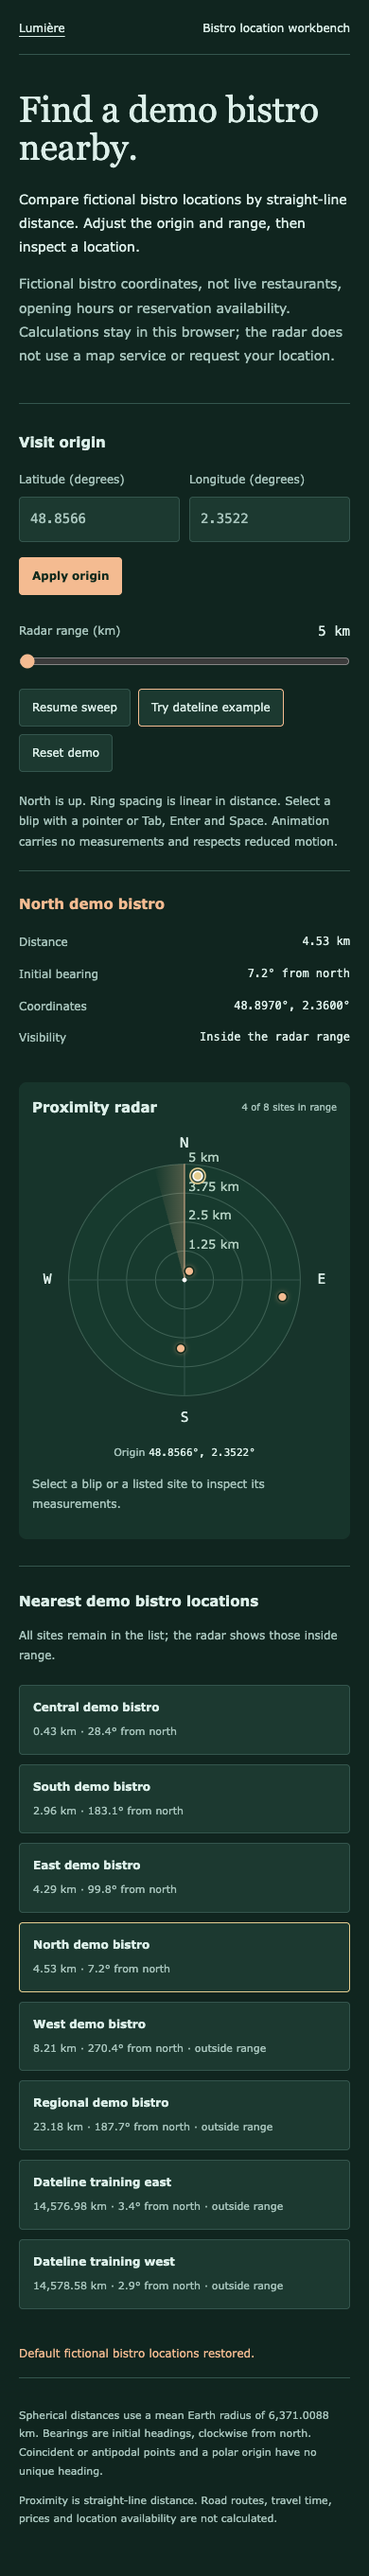 Lumière
Bistro location workbench
Find a demo bistro
nearby.
Compare fictional bistro locations by straight-line
distance. Adjust the origin and range, then
inspect a location.
Fictional bistro coordinates, not live restaurants,
opening hours or reservation availability.
Calculations stay in this browser; the radar does
not use a map service or request your location.
Visit origin
Latitude (degrees)
Longitude (degrees)
48.8566
2.3522
Apply origin
Radar range (km)
5 km
Resume sweep
Try dateline example
Reset demo
North is up. Ring spacing is linear in distance. Select a
blip with a pointer or Tab, Enter and Space. Animation
carries no measurements and respects reduced motion.
North demo bistro
Distance
4.53 km
Initial bearing
7.2° from north
Coordinates
48.8970°, 2.3600°
Visibility
Inside the radar range
Proximity radar
4 of 8 sites in range
N
5 km
3.75 km
2.5 km
1.25 km
W
E
S
Origin 48.8566°, 2.3522°
Select a blip or a listed site to inspect its
measurements.
Nearest demo bistro locations
All sites remain in the list; the radar shows those inside
range.
Central demo bistro
0.43 km · 28.4° from north
South demo bistro
2.96 km · 183.1° from north
East demo bistro
4.29 km · 99.8° from north
North demo bistro
4.53 km · 7.2° from north
West demo bistro
8.21 km · 270.4° from north · outside range
Regional demo bistro
23.18 km · 187.7° from north · outside range
Dateline training east
14,576.98 km · 3.4° from north · outside range
Dateline training west
14,578.58 km · 2.9° from north · outside range
Default fictional bistro locations restored.
Spherical distances use a mean Earth radius of 6,371.0088
km. Bearings are initial headings, clockwise from north.
Coincident or antipodal points and a polar origin have no
unique heading.
Proximity is straight-line distance. Road routes, travel time,
prices and location availability are not calculated.